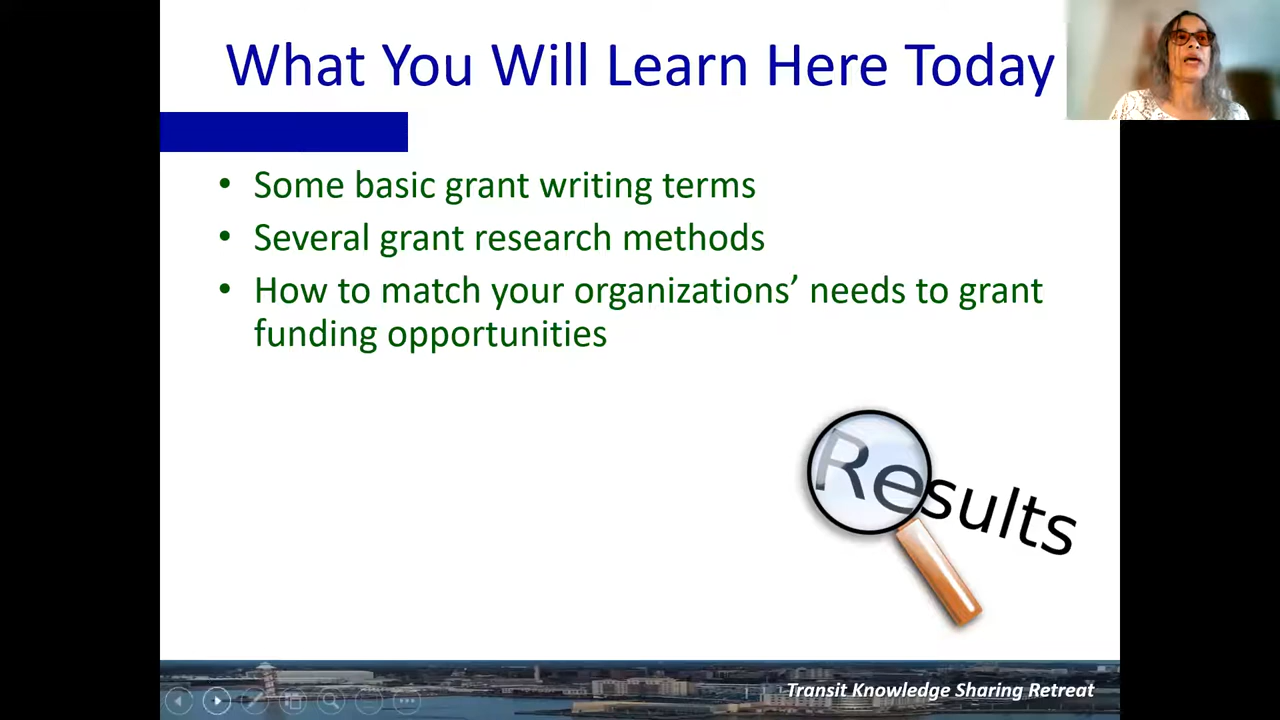 What You Will Learn Here Today
• Some basic grant writing terms
• Several grant research methods
• How to match your organizations’ needs to grant
funding opportunities
Results
Transit Knowledge Sharing Retreat